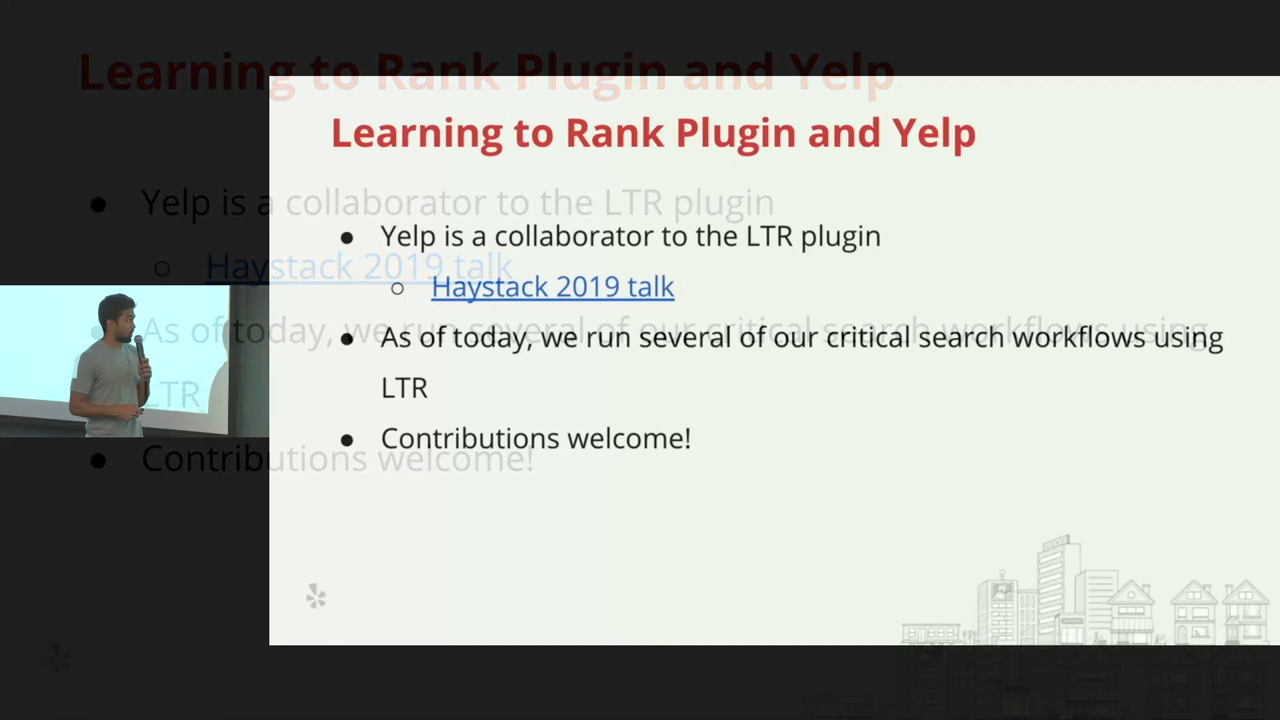 Learning to Rank Plugin and Yelp
● Yelp is a collaborator to the LTR plugin
○ Haystack 2019 talk
● As of today, we run several of our critical search workflows using
LTR
● Contributions welcome!